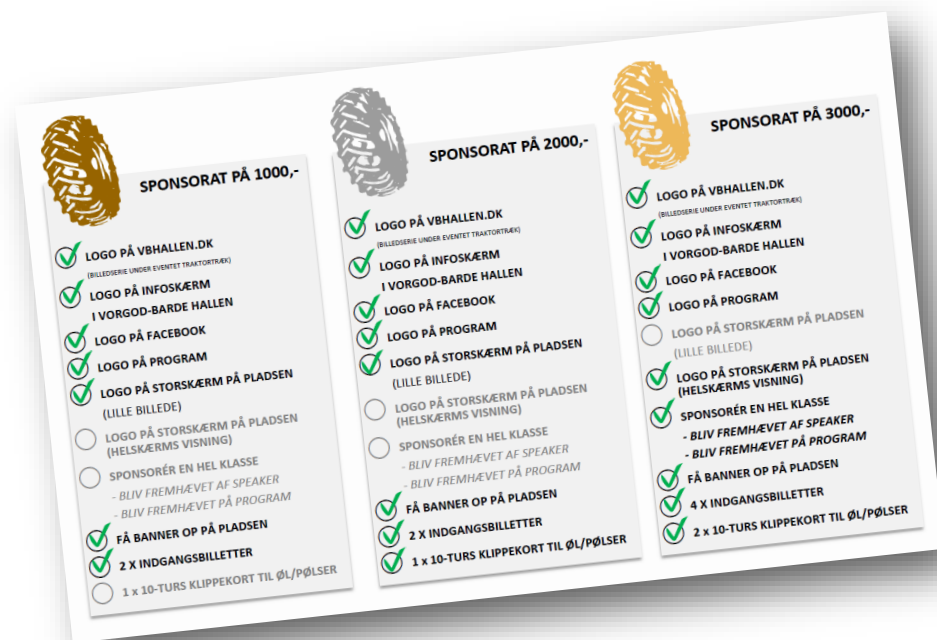 SPONSORAT PÅ 1000,-
LOGO PÅ VBHALLEN.DK
(BILLEDSERIE UNDER EVENTET TRAKTORTRÆK)
LOGO PÅ INFOSKÆRM
I VORGOD-BARDE HALLEN
LOGO PÅ FACEBOOK
LOGO PÅ PROGRAM
LOGO PÅ STORSKÆRM PÅ PLADSEN
(LILLE BILLEDE)
LOGO PÅ STORSKÆRM PÅ PLADSEN
(HELSKÆRMS VISNING)
SPONSORÉR EN HEL KLASSE
- BLIV FREMHÆVET AF SPEAKER
- BLIV FREMHÆVET PÅ PROGRAM
FÅ BANNER OP PÅ PLADSEN
2 X INDGANGSBILLETTER
1 x 10-TURS KLIPPEKORT TIL ØL/PØLSER
SPONSORAT PÅ 2000,-
LOGO PÅ VBHALLEN.DK
(BILLEDSERIE UNDER EVENTET TRAKTORTRÆK)
LOGO PÅ INFOSKÆRM
I VORGOD-BARDE HALLEN
LOGO PÅ FACEBOOK
LOGO PÅ PROGRAM
LOGO PÅ STORSKÆRM PÅ PLADSEN
(LILLE BILLEDE)
LOGO PÅ STORSKÆRM PÅ PLADSEN
(HELSKÆRMS VISNING)
SPONSORÉR EN HEL KLASSE
- BLIV FREMHÆVET AF SPEAKER
- BLIV FREMHÆVET PÅ PROGRAM
FÅ BANNER OP PÅ PLADSEN
2 X INDGANGSBILLETTER
1 x 10-TURS KLIPPEKORT TIL ØL/PØLSER
SPONSORAT PÅ 3000,-
LOGO PÅ VBHALLEN.DK
(BILLEDSERIE UNDER EVENTET TRAKTORTRÆK)
LOGO PÅ INFOSKÆRM
I VORGOD-BARDE HALLEN
LOGO PÅ FACEBOOK
LOGO PÅ PROGRAM
LOGO PÅ STORSKÆRM PÅ PLADSEN
(LILLE BILLEDE)
LOGO PÅ STORSKÆRM PÅ PLADSEN
(HELSKÆRMS VISNING)
SPONSORÉR EN HEL KLASSE
- BLIV FREMHÆVET AF SPEAKER
- BLIV FREMHÆVET PÅ PROGRAM
FÅ BANNER OP PÅ PLADSEN
4 X INDGANGSBILLETTER
2 x 10-TURS KLIPPEKORT TIL ØL/PØLSER